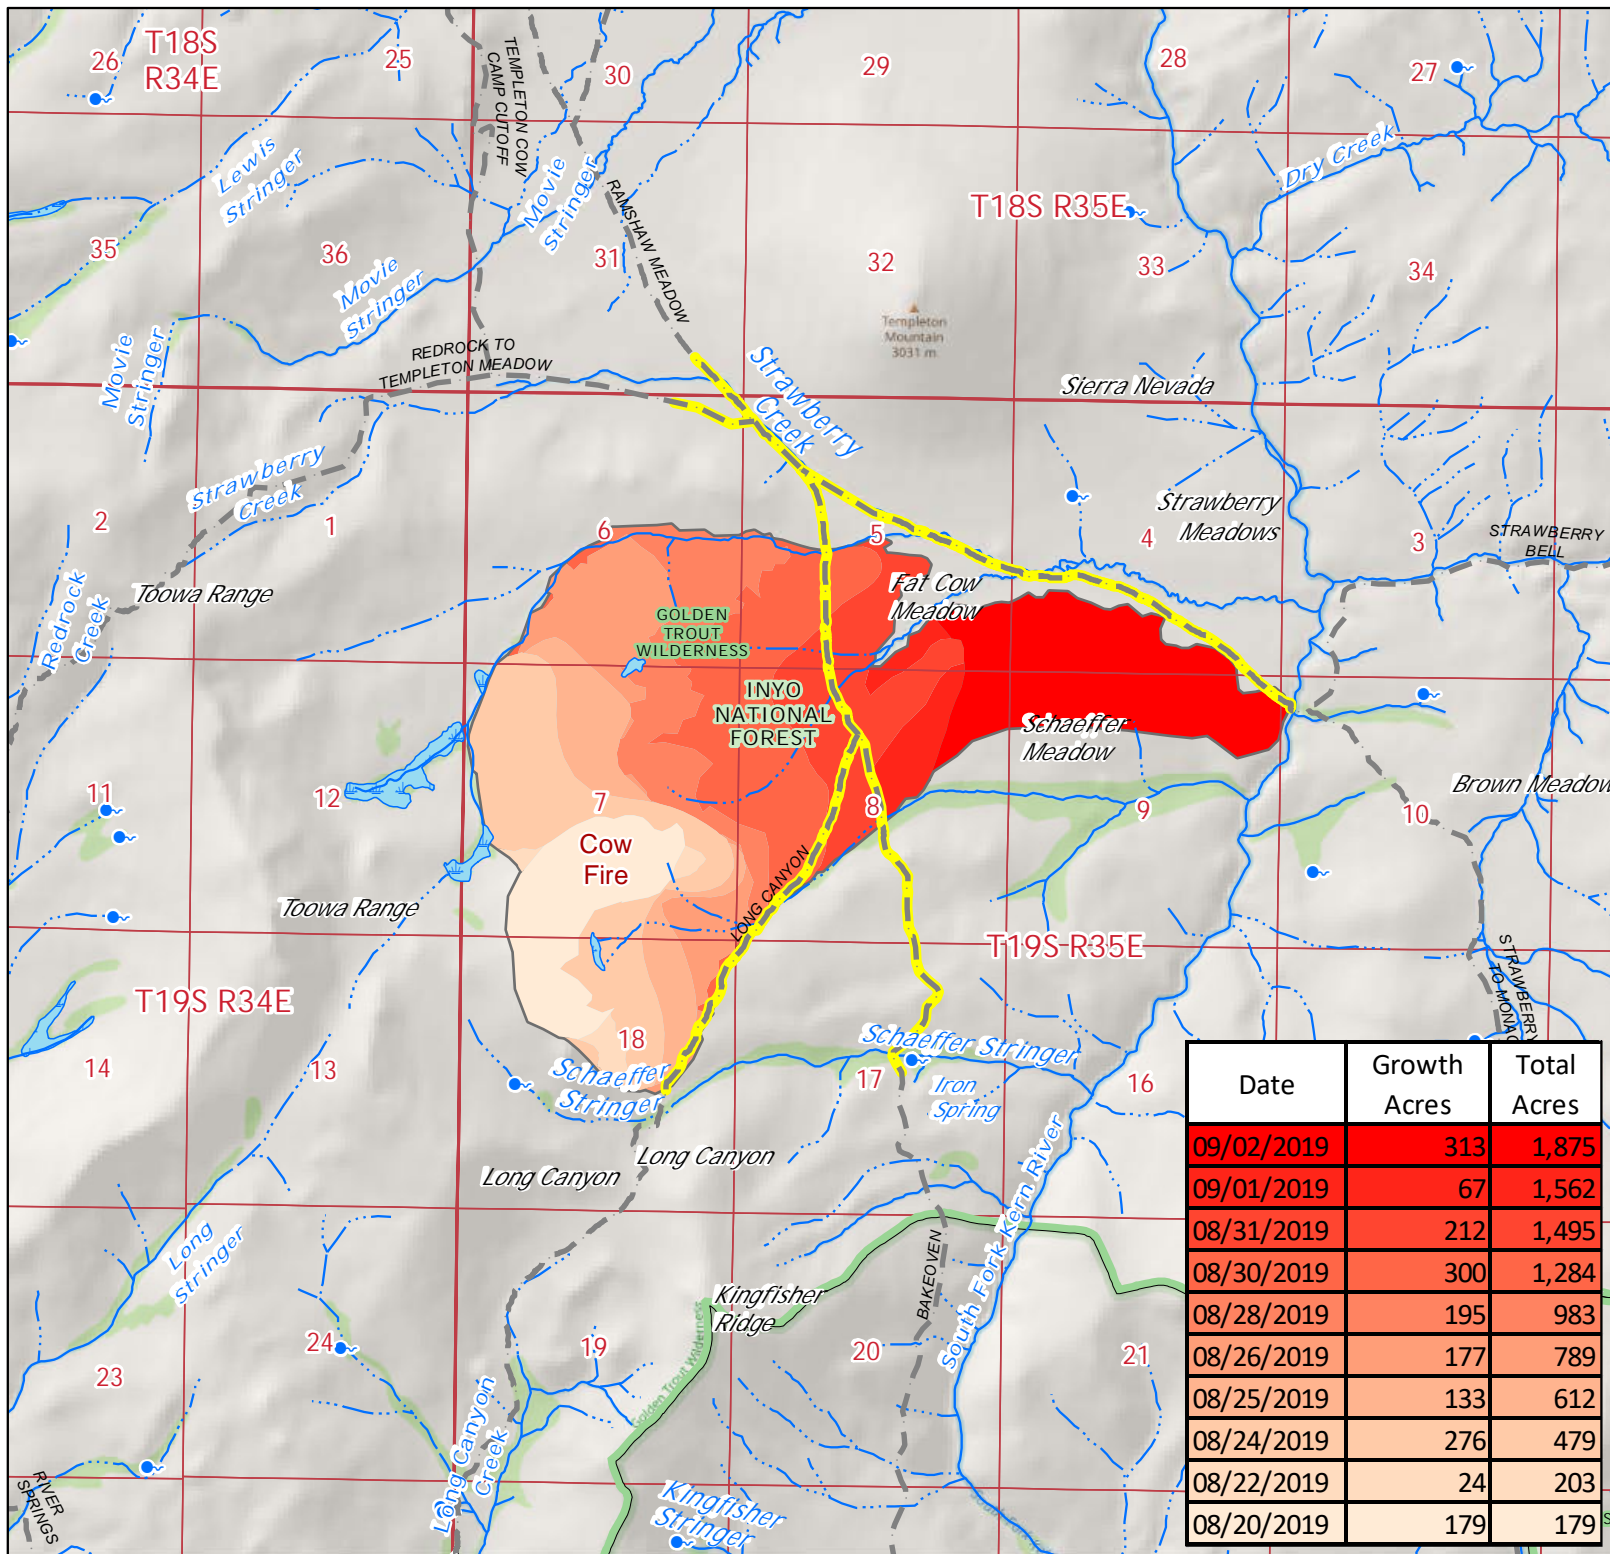 T18S
R34E
26
25
30
29
28
27
TEMPLETON COW
CAMP CUTOFF
Lewis
Stringer
Movie
Stringer
RAMSHAW MEADOW
Dry Creek
T18S R35E
35
36
31
32
33
34
Movie
Stringer
Templeton
Mountain
3031 m
Movie
Stringer
REDROCK TO
TEMPLETON MEADOW
Strawberry
Creek
Sierra Nevada
Strawberry
Creek
2
1
6
5
4
3
Strawberry
Meadows
STRAWBERRY
BELL
Toowa Range
Redrock
Creek
Fat Cow
Meadow
GOLDEN
TROUT
WILDERNESS
INYO
NATIONAL
FOREST
Schaeffer
Meadow
Brown Meadow
11
12
7
8
9
10
Cow
Fire
LONG CANYON
Toowa Range
T19S R35E
T19S R34E
STRAWBERRY
TO MONAC
14
13
18
17
16
Schaeffer
Stringer
Schaeffer Stringer
Iron
Spring
Long Canyon
Long Canyon
South Fork Kern River
BAKEOVEN
Long
Stringer
Kingfisher
Ridge
Golden Trout Wilderness
23
24
19
20
21
Long Canyon
Creek
Kingfisher
Stringer
RIVER
SPRINGS
Date Growth Acres Total Acres
09/02/2019 313 1,875
09/01/2019 67 1,562
08/31/2019 212 1,495
08/30/2019 300 1,284
08/28/2019 195 983
08/26/2019 177 789
08/25/2019 133 612
08/24/2019 276 479
08/22/2019 24 203
08/20/2019 179 179